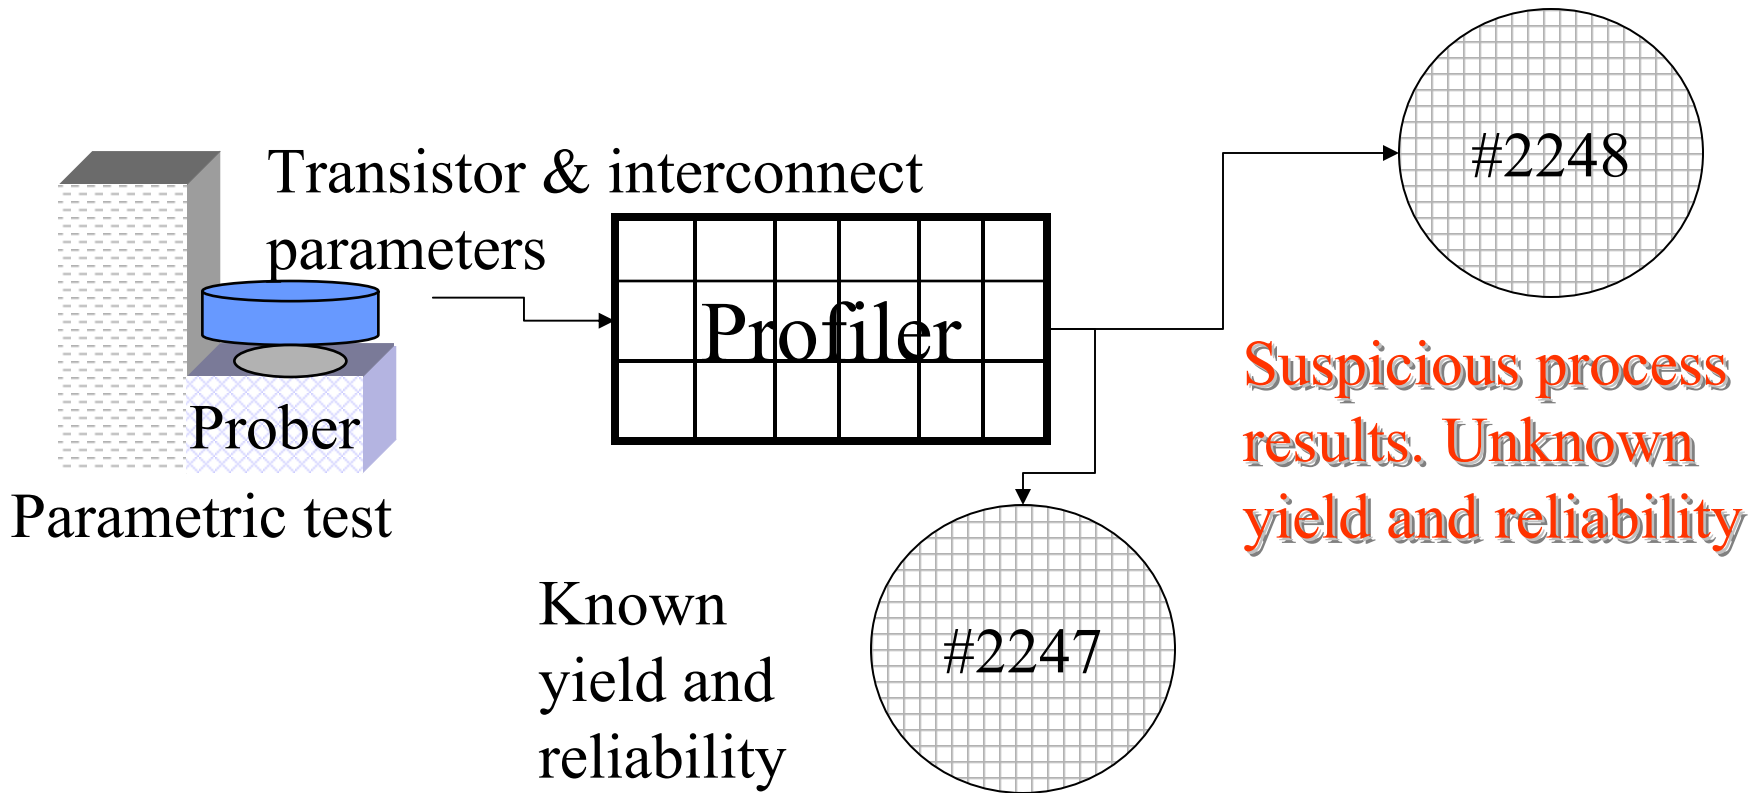 Transistor & interconnect
parameters
Prober
Parametric test
Profiler
#2248
Suspicious process
results. Unknown
yield and reliability
Known
yield and
reliability
#2247